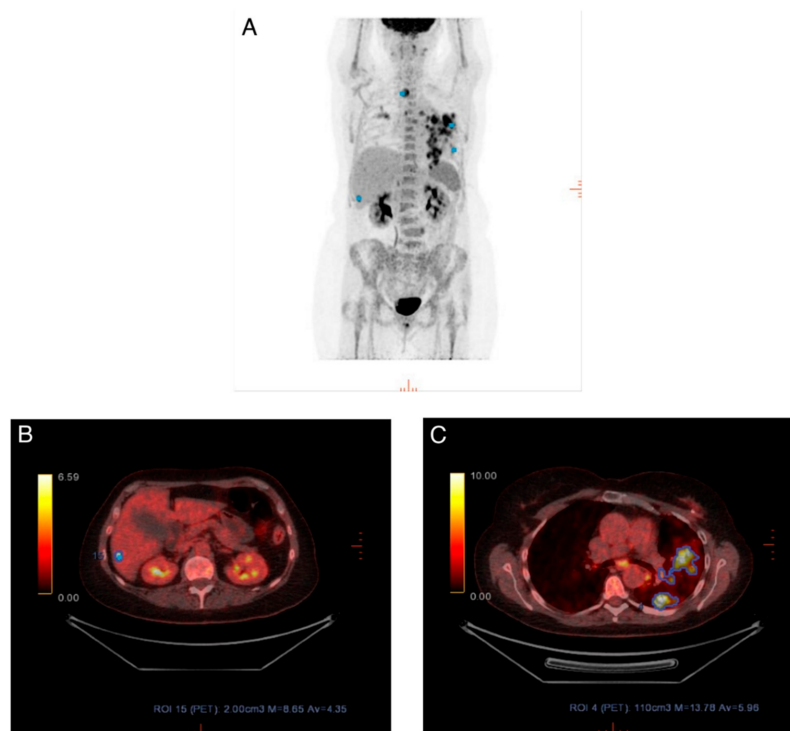 A
B
6.59
0.00
ROI 15 (PET): 2.00cm3 M=8.65 Av=4.35
C
10.00
0.00
ROI 4 (PET): 110cm3 M=13.78 Av=5.96